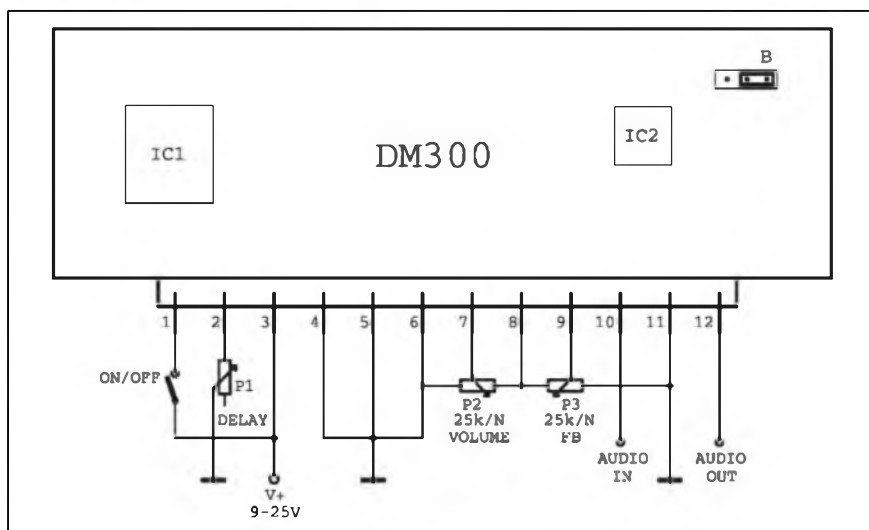 B
IC1
DM300
IC2
1 2 3 4 5 6 7 8 9 10 11 12
ON/OFF
P1
DELAY
P2
25k/N
VOLUME
P3
25k/N
FB
AUDIO
IN
AUDIO
OUT
V+
9-25V